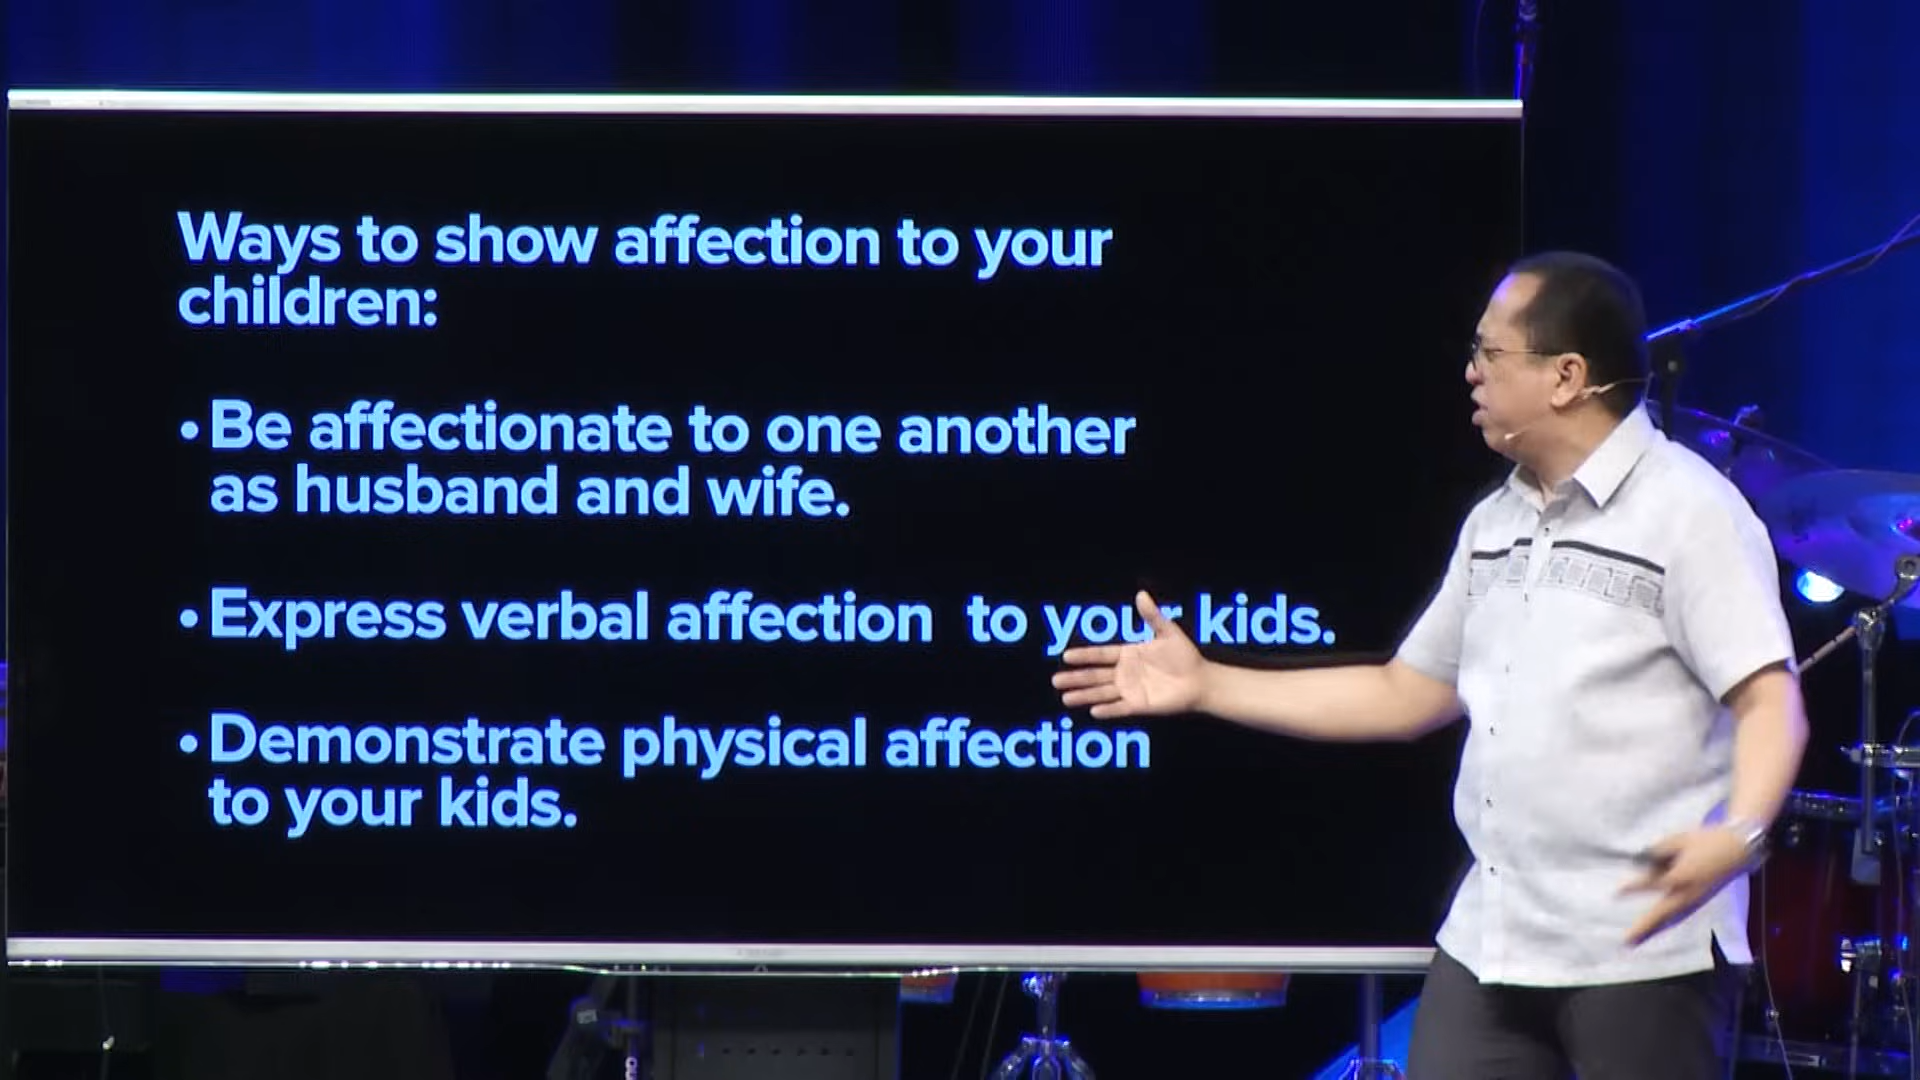 Ways to show affection to your
children:
• Be affectionate to one another
as husband and wife.
• Express verbal affection to your kids.
• Demonstrate physical affection
to your kids.